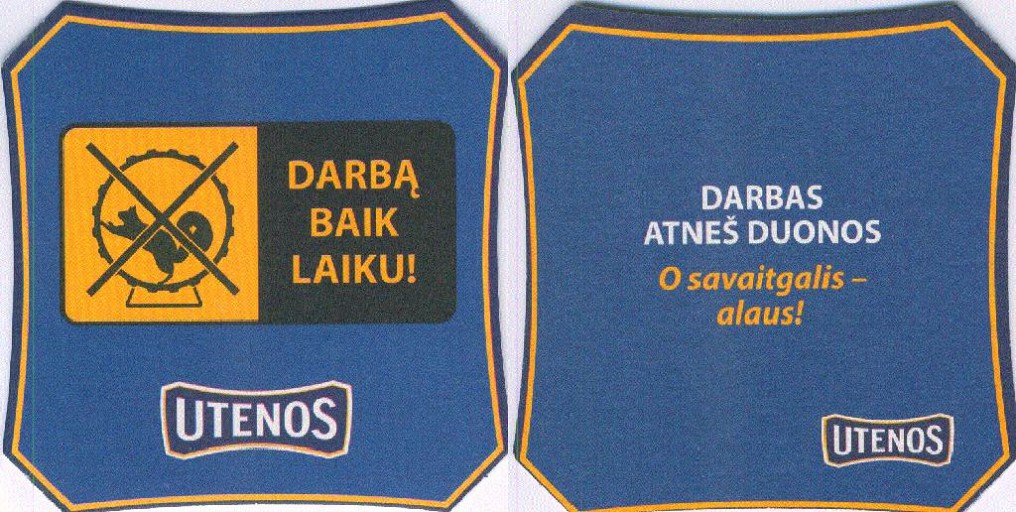 DARBĄ
BAIK
LAIKU!
UTENOS
DARBAS
ATNEŠ DUONOS
O savaitgalis –
alaus!
UTENOS